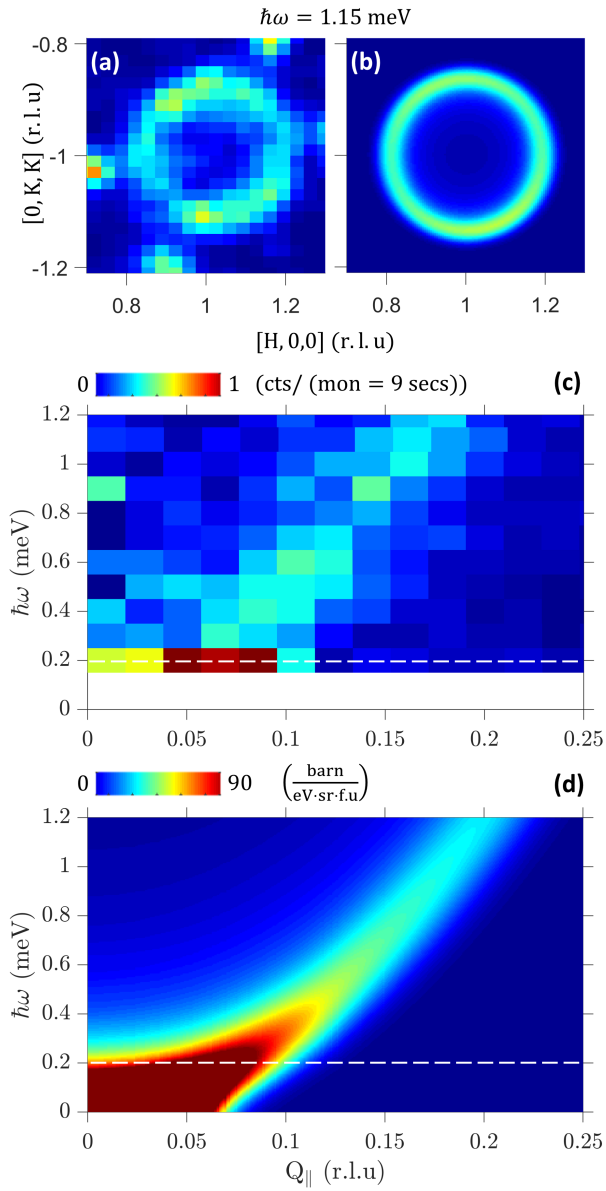 ħω = 1.15 meV
(a) (b)
-0.8
-1
-1.2
[0, K, K] (r. l. u)
0.8 1 1.2 0.8 1 1.2
[H, 0,0] (r. l. u)
0 1 (cts/ (mon = 9 secs)) (c)
1.2
1
0.8
0.6
0.4
0.2
0
ħω (meV)
0 0.05 0.1 0.15 0.2 0.25
0 90 (barn/eV·sr·f.u) (d)
1.2
1
0.8
0.6
0.4
0.2
0
ħω (meV)
0 0.05 0.1 0.15 0.2 0.25
Q∥ (r.l.u)